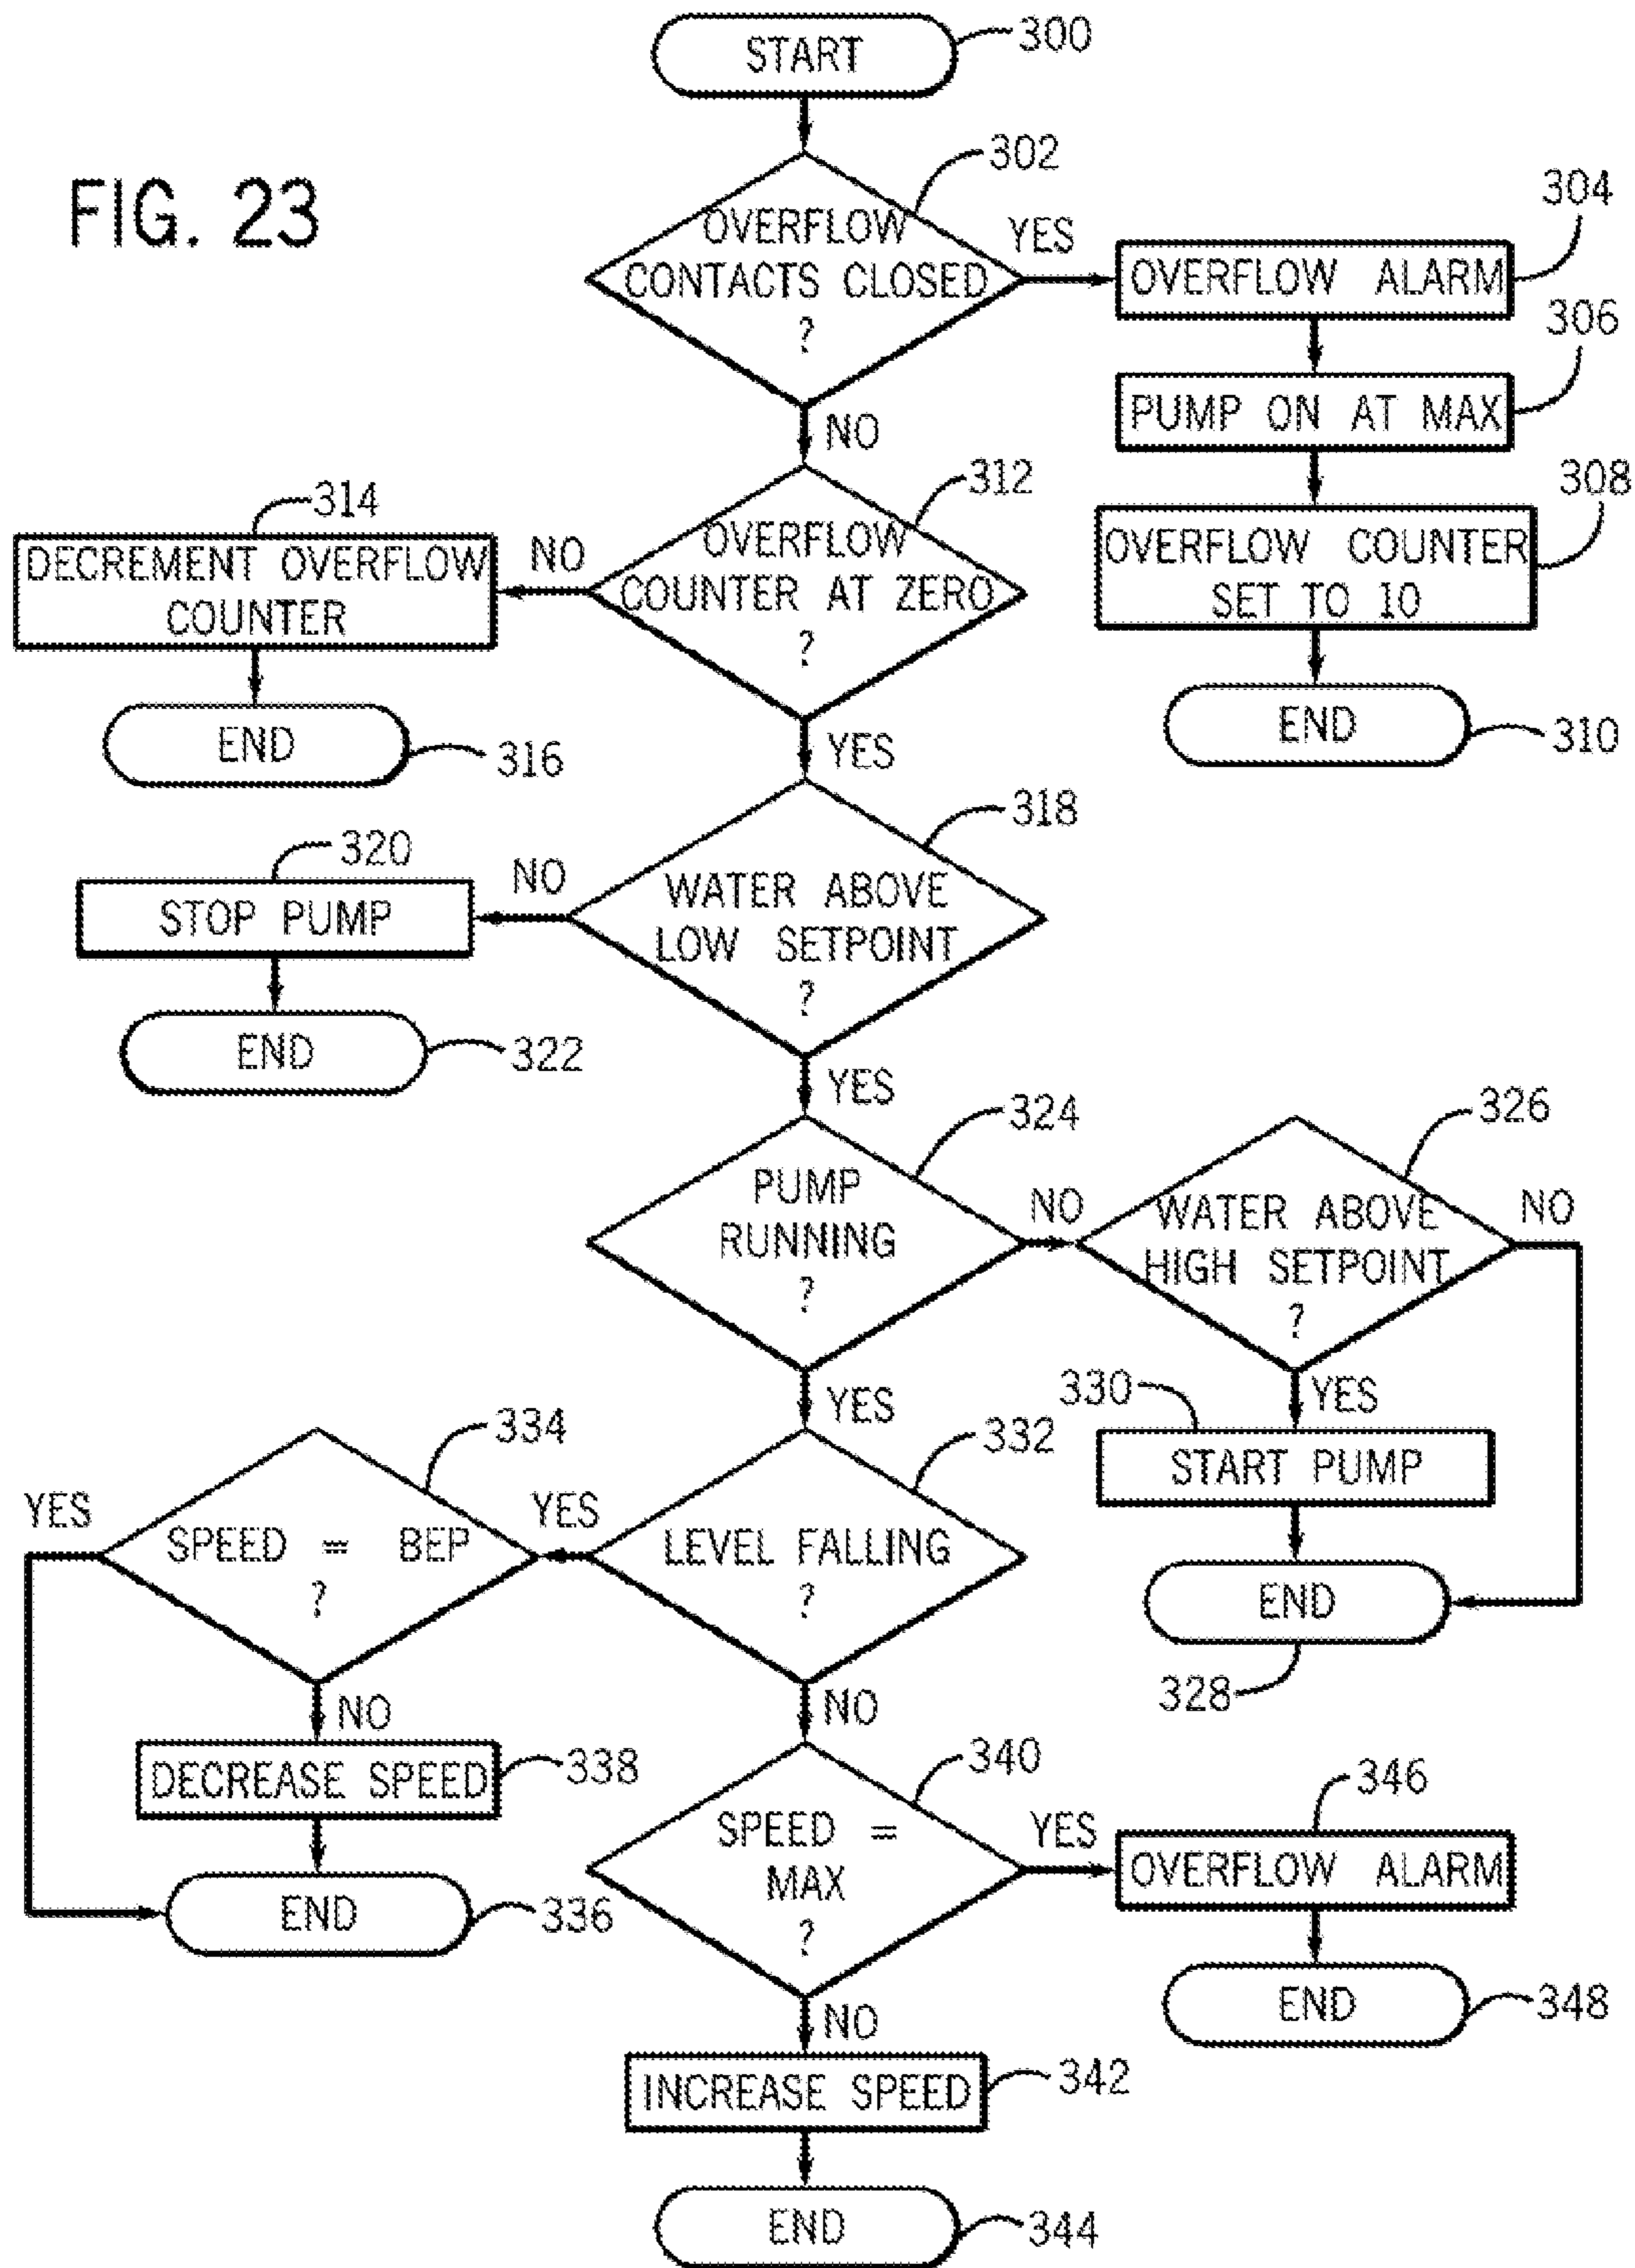 FIG. 23
START
300
302
OVERFLOW
CONTACTS CLOSED
?
YES
304
OVERFLOW ALARM
306
PUMP ON AT MAX
308
OVERFLOW COUNTER
SET TO 10
END
310
NO
312
OVERFLOW
COUNTER AT ZERO
?
NO
314
DECREMENT OVERFLOW
COUNTER
END
316
YES
318
WATER ABOVE
LOW SETPOINT
?
NO
320
STOP PUMP
END
322
YES
324
PUMP
RUNNING
?
NO
326
WATER ABOVE
HIGH SETPOINT
?
NO
YES
330
START PUMP
END
328
YES
332
LEVEL FALLING
?
YES
334
SPEED = BEP
?
YES
NO
DECREASE SPEED
338
END
336
NO
340
SPEED =
MAX
?
YES
346
OVERFLOW ALARM
END
348
NO
INCREASE SPEED
342
END
344